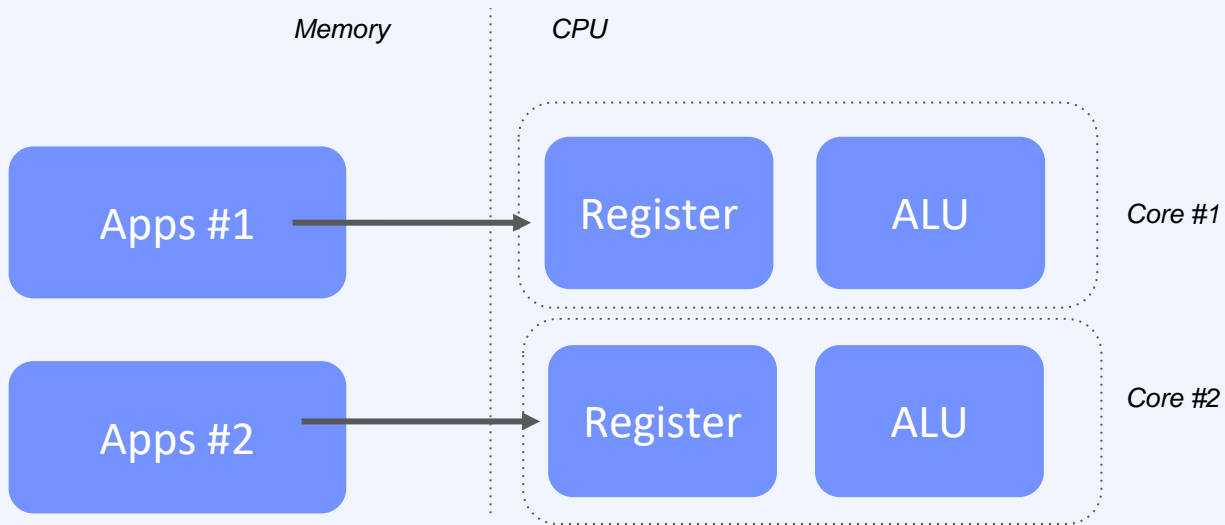 Memory
CPU
Apps #1
Register
ALU
Core #1
Apps #2
Register
ALU
Core #2